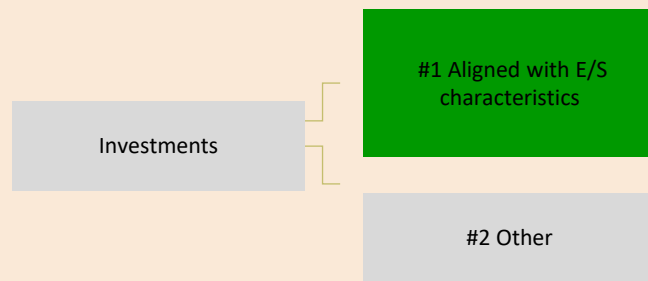 #1 Aligned with E/S
characteristics
Investments
#2 Other